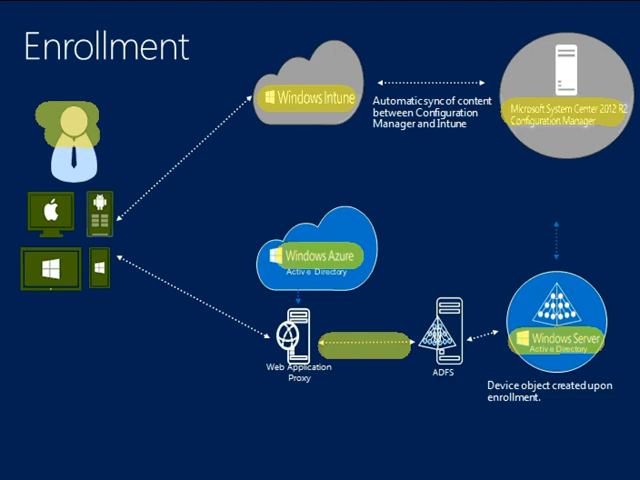 Enrollment
Windows Intune
Automatic sync of content
between Configuration
Manager and Intune
Microsoft System Center 2012 R2
Configuration Manager
Windows Azure
Active Directory
Web Application
Proxy
ADFS
Windows Server
Active Directory
Device object created upon
enrollment.